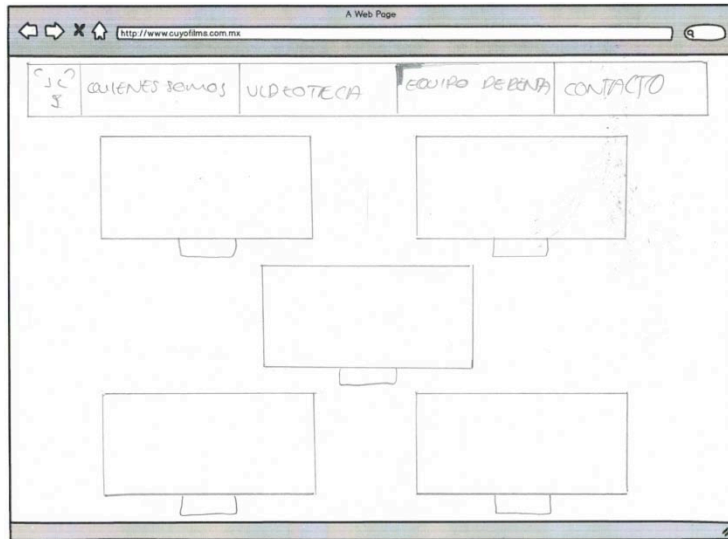 A Web Page
http://www.cuyofilms.com.mx
QUIENES SOMOS
VIDEOTECA
EQUIPO DE RENTA
CONTACTO